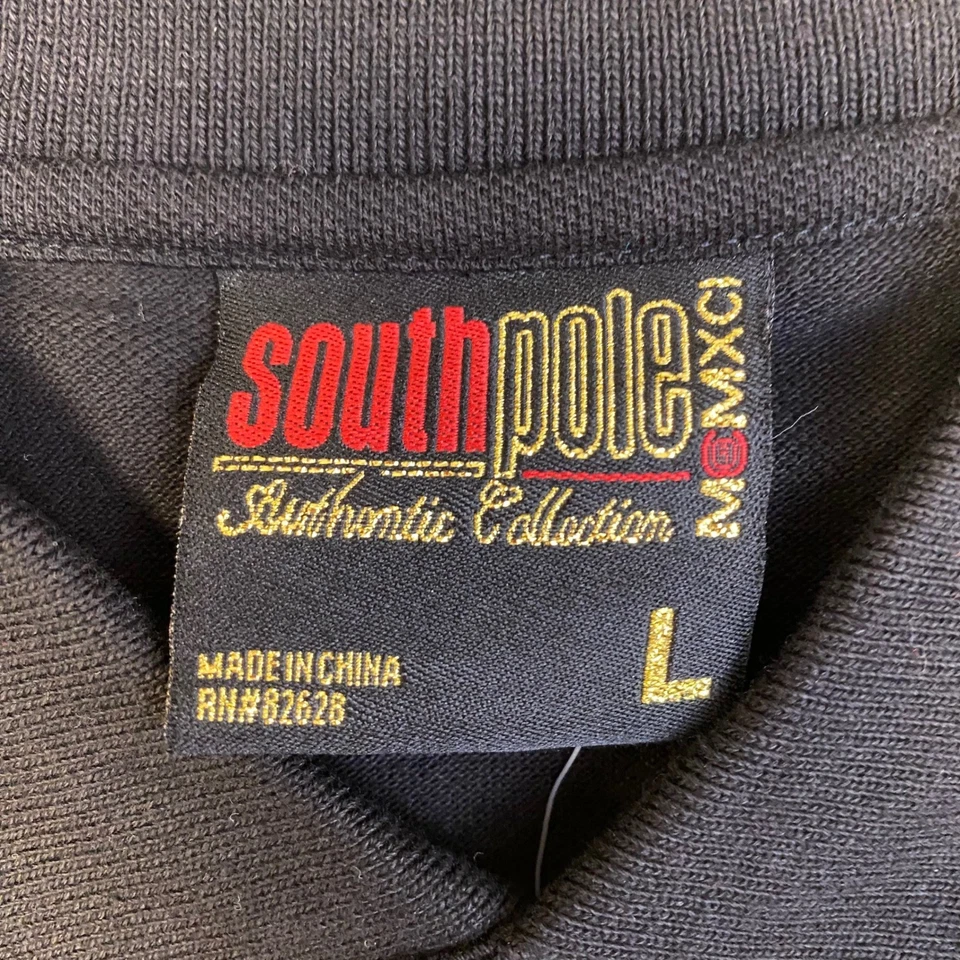 southpole
Authentic Collection
MCMXCI
MADE IN CHINA
RN#82628
L